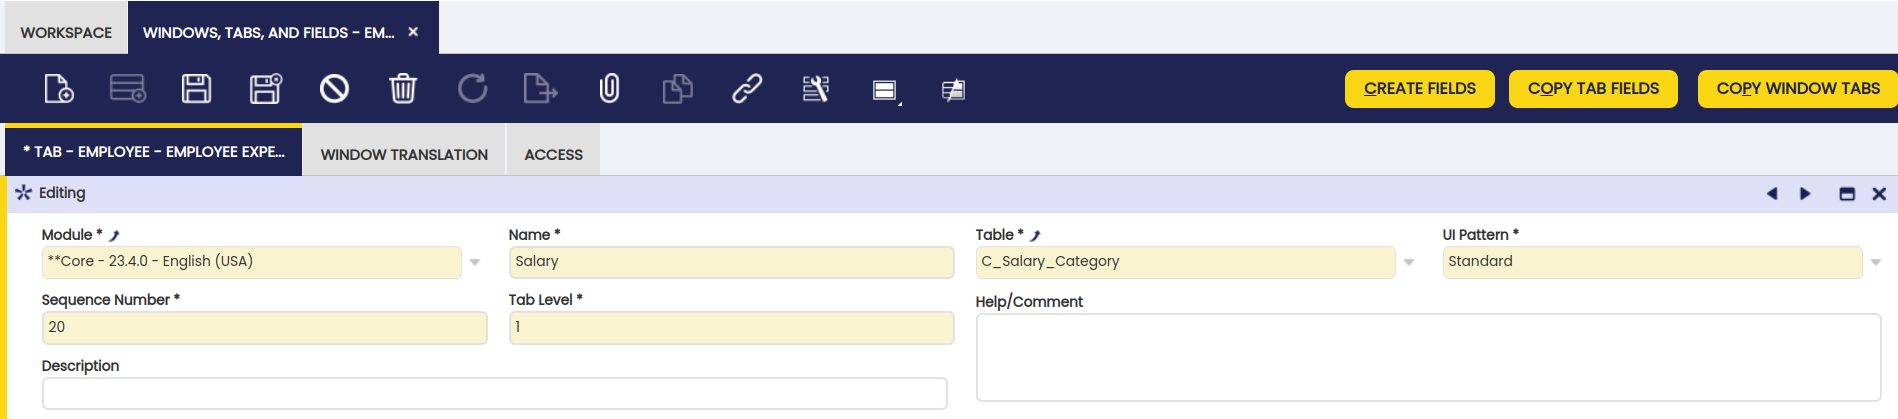 WORKSPACE
WINDOWS, TABS, AND FIELDS - EM...
CREATE FIELDS
COPY TAB FIELDS
COPY WINDOW TABS
* TAB - EMPLOYEE - EMPLOYEE EXPE...
WINDOW TRANSLATION
ACCESS
Editing
Module *
Name *
Table *
UI Pattern *
**Core - 23.4.0 - English (USA)
Salary
C_Salary_Category
Standard
Sequence Number *
Tab Level *
Help/Comment
20
1
Description